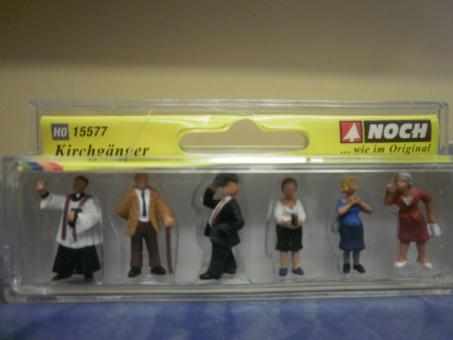 HO 15577
Kirchgänger
NOCH
... wie im Original